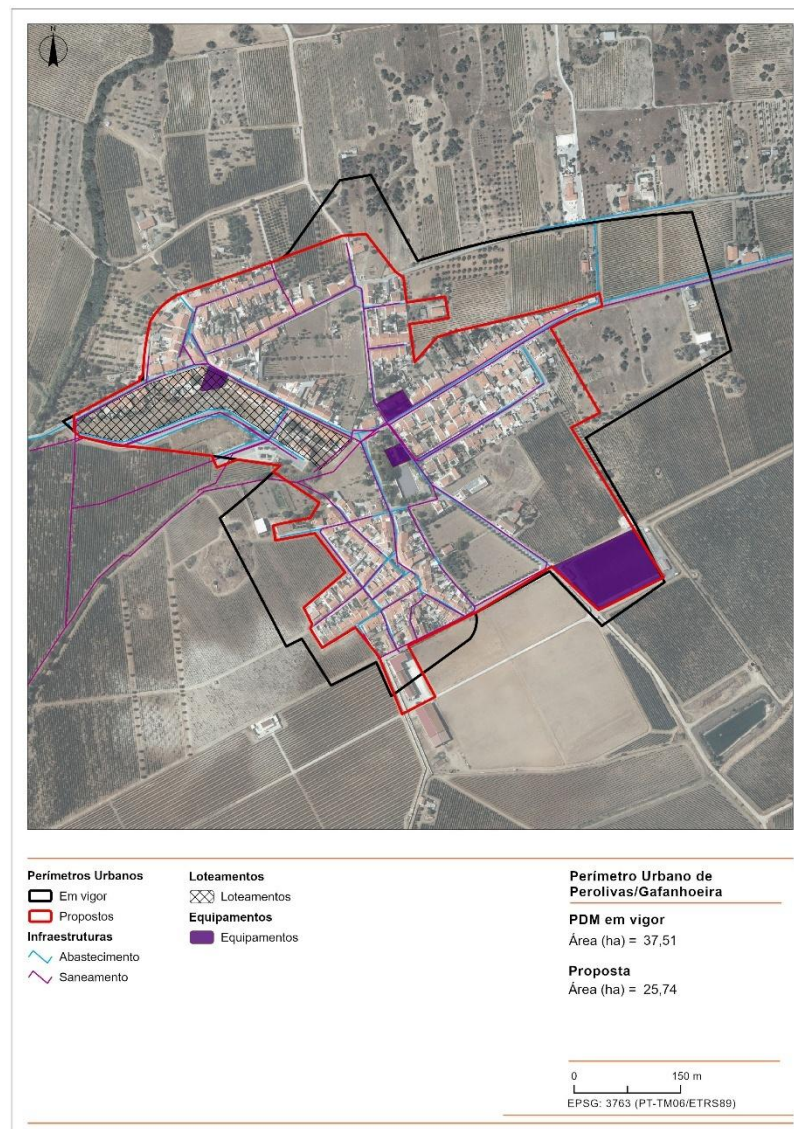 N
Perímetros Urbanos
Em vigor
Propostos
Infraestruturas
Abastecimento
Saneamento
Loteamentos
Loteamentos
Equipamentos
Equipamentos
Perímetro Urbano de
Perolivas/Gafanhoeira
PDM em vigor
Área (ha) = 37,51
Proposta
Área (ha) = 25,74
0 150 m
EPSG: 3763 (PT-TM06/ETRS89)